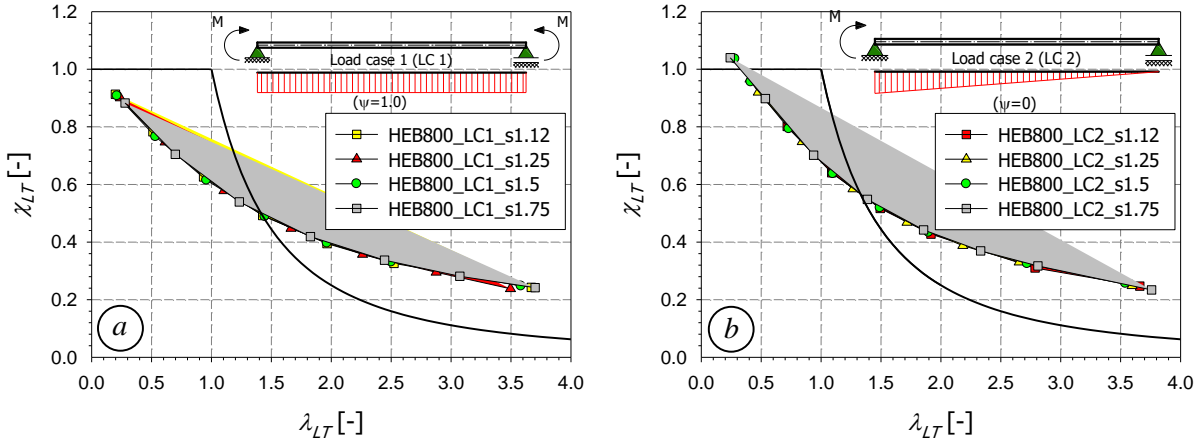 M
M
Load case 1 (LC 1)
(ψ=1.0)
HEB800_LC1_s1.12
HEB800_LC1_s1.25
HEB800_LC1_s1.5
HEB800_LC1_s1.75
χLT [-]
1.2
1.0
0.8
0.6
0.4
0.2
0.0
a
0.0 0.5 1.0 1.5 2.0 2.5 3.0 3.5 4.0
λLT [-]
M
Load case 2 (LC 2)
(ψ=0)
HEB800_LC2_s1.12
HEB800_LC2_s1.25
HEB800_LC2_s1.5
HEB800_LC2_s1.75
χLT [-]
1.2
1.0
0.8
0.6
0.4
0.2
0.0
b
0.0 0.5 1.0 1.5 2.0 2.5 3.0 3.5 4.0
λLT [-]